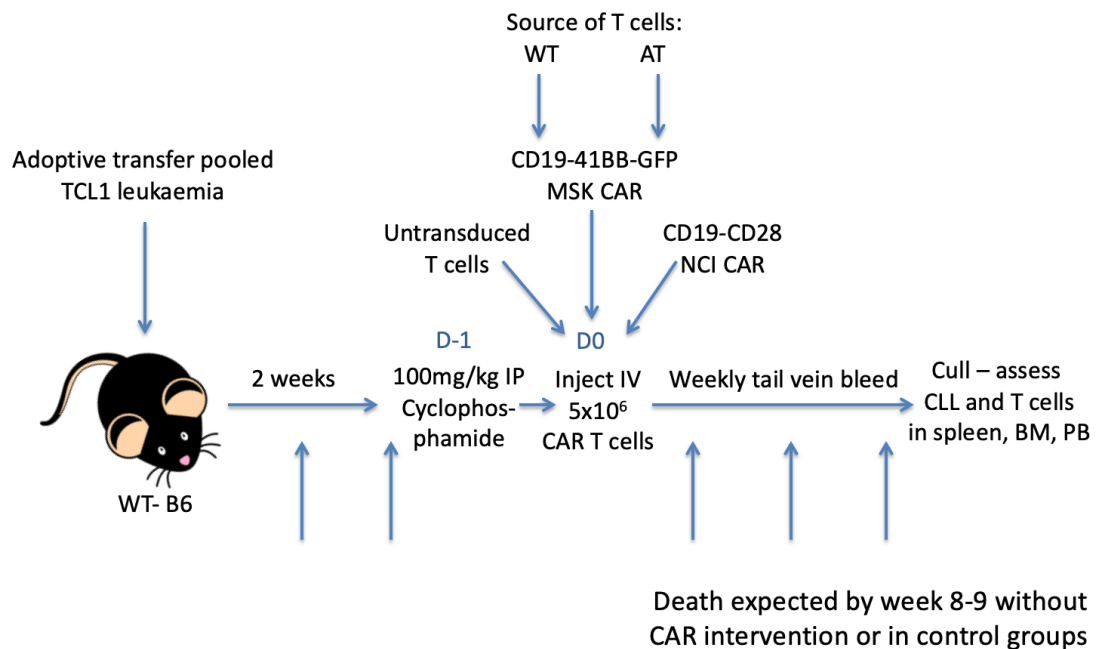 Source of T cells:
WT AT
CD19-41BB-GFP
MSK CAR
Adoptive transfer pooled
TCL1 leukaemia
Untransduced
T cells
CD19-CD28
NCI CAR
D-1
D0
2 weeks
100mg/kg IP
Cyclophos-
phamide
Inject IV
5x10⁶
CAR T cells
Weekly tail vein bleed
Cull – assess
CLL and T cells
in spleen, BM, PB
WT- B6
Death expected by week 8-9 without
CAR intervention or in control groups